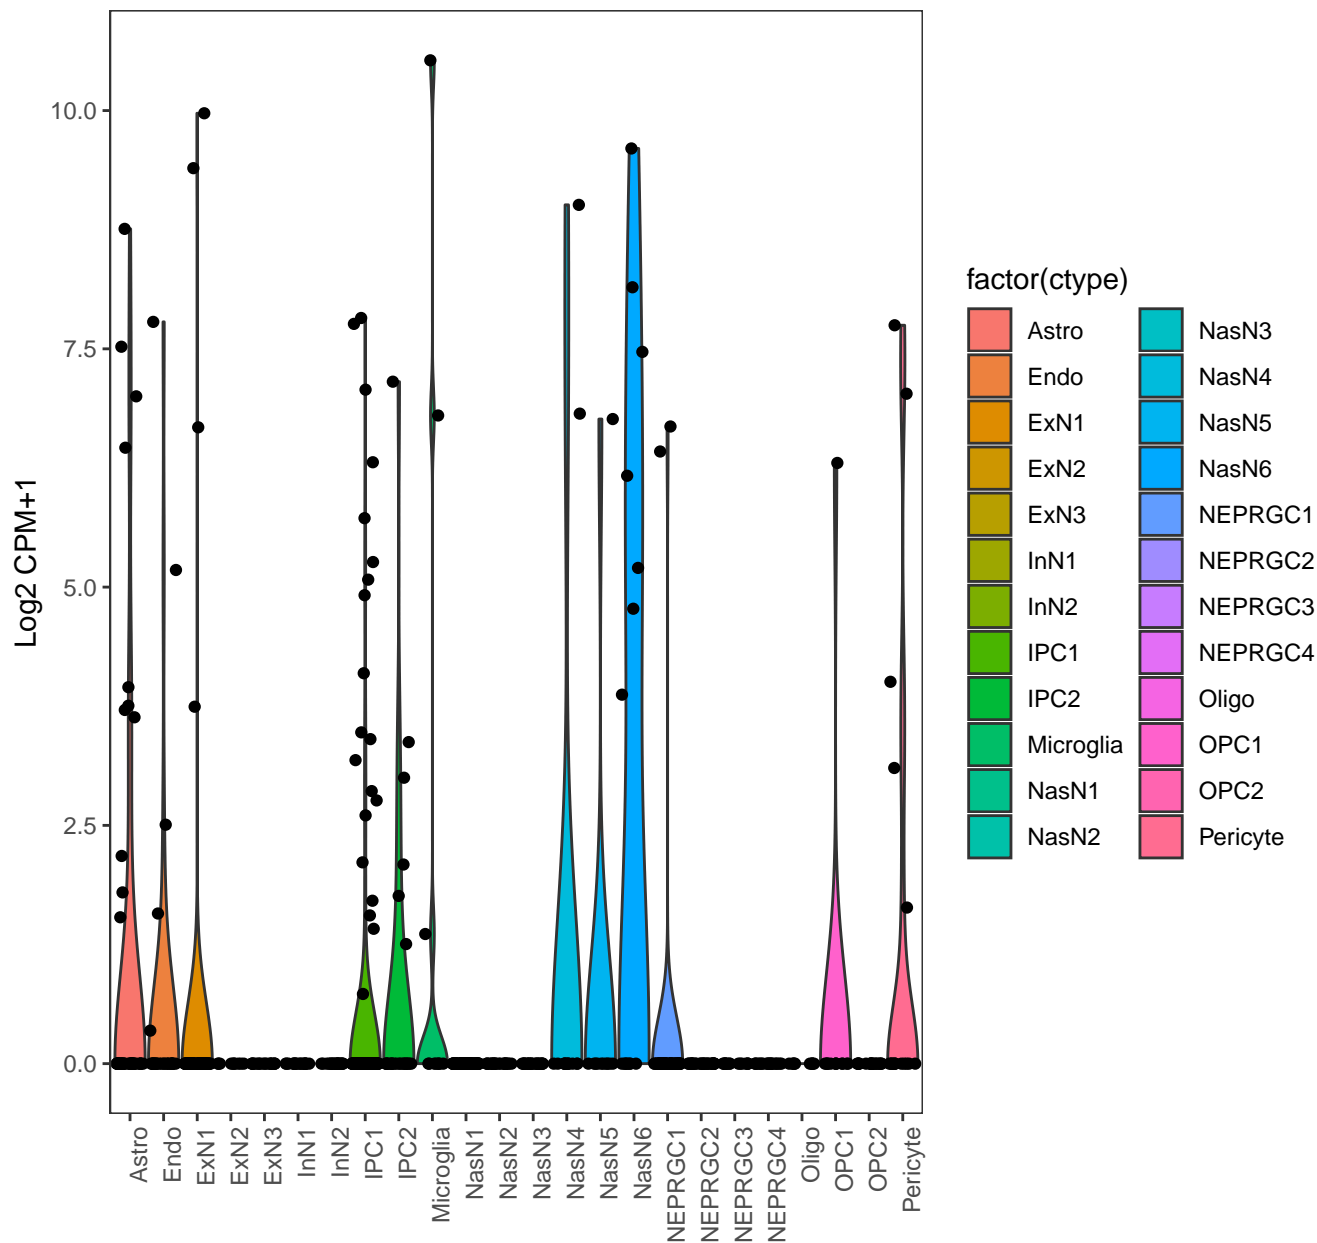 10.0
7.5
5.0
2.5
0.0
Log2 CPM+1
Astro
Endo
ExN1
ExN2
ExN3
InN1
InN2
IPC1
IPC2
Microglia
NasN1
NasN2
NasN3
NasN4
NasN5
NasN6
NEPRGC1
NEPRGC2
NEPRGC3
NEPRGC4
Oligo
OPC1
OPC2
Pericyte
factor(ctype)
Astro
Endo
ExN1
ExN2
ExN3
InN1
InN2
IPC1
IPC2
Microglia
NasN1
NasN2
NasN3
NasN4
NasN5
NasN6
NEPRGC1
NEPRGC2
NEPRGC3
NEPRGC4
Oligo
OPC1
OPC2
Pericyte